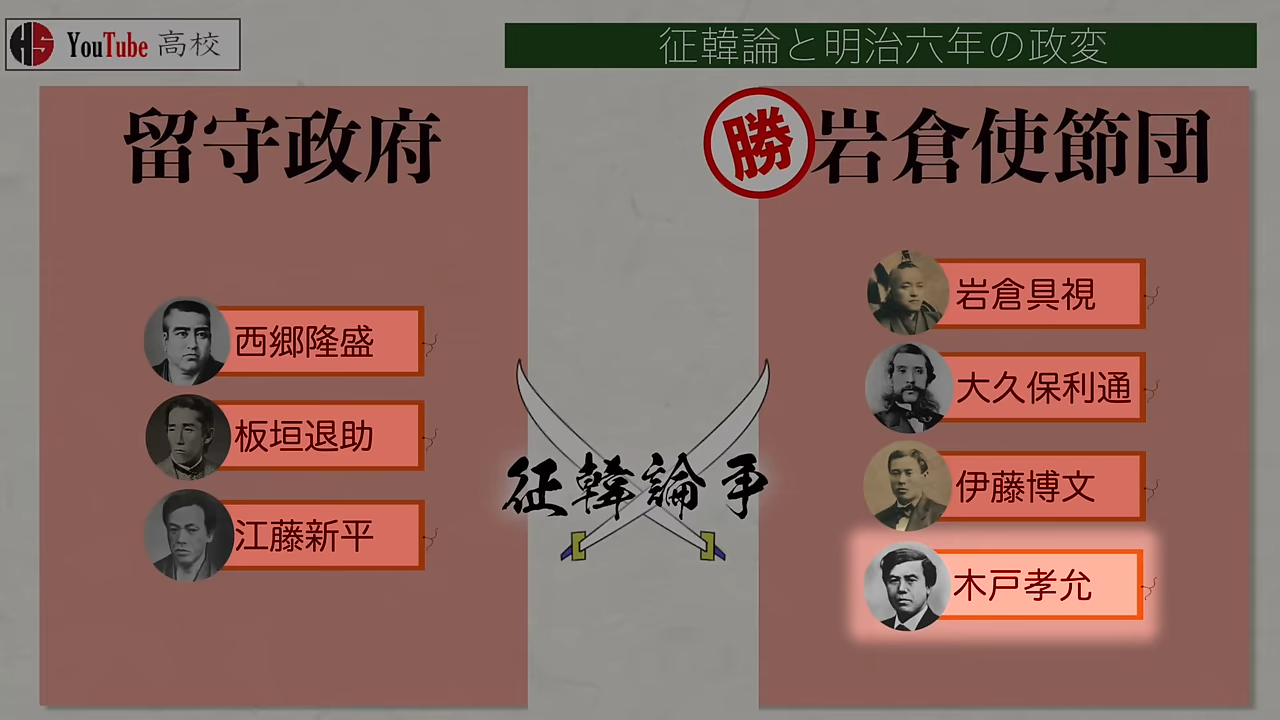 HS YouTube 高校
征韓論と明治六年の政変
留守政府
西郷隆盛
板垣退助
江藤新平
征韓論争
勝 岩倉使節団
岩倉具視
大久保利通
伊藤博文
木戸孝允